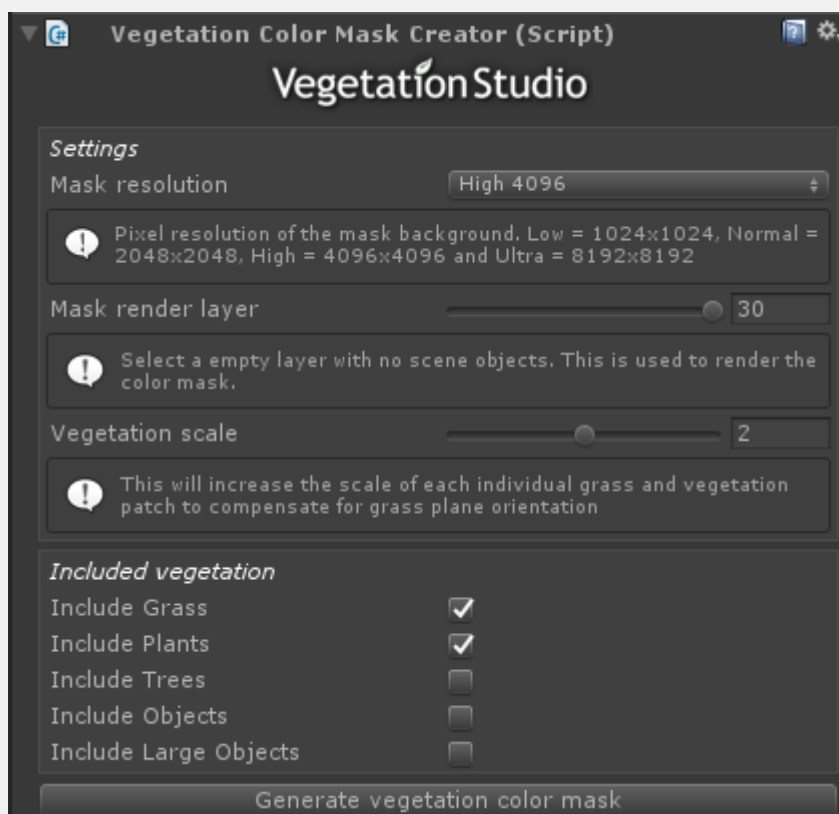 Vegetation Color Mask Creator (Script)
VegetationStudio
Settings
Mask resolution High 4096
Pixel resolution of the mask background. Low = 1024x1024, Normal =
2048x2048, High = 4096x4096 and Ultra = 8192x8192
Mask render layer 30
Select a empty layer with no scene objects. This is used to render the
color mask.
Vegetation scale 2
This will increase the scale of each individual grass and vegetation
patch to compensate for grass plane orientation
Included vegetation
Include Grass
Include Plants
Include Trees
Include Objects
Include Large Objects
Generate vegetation color mask